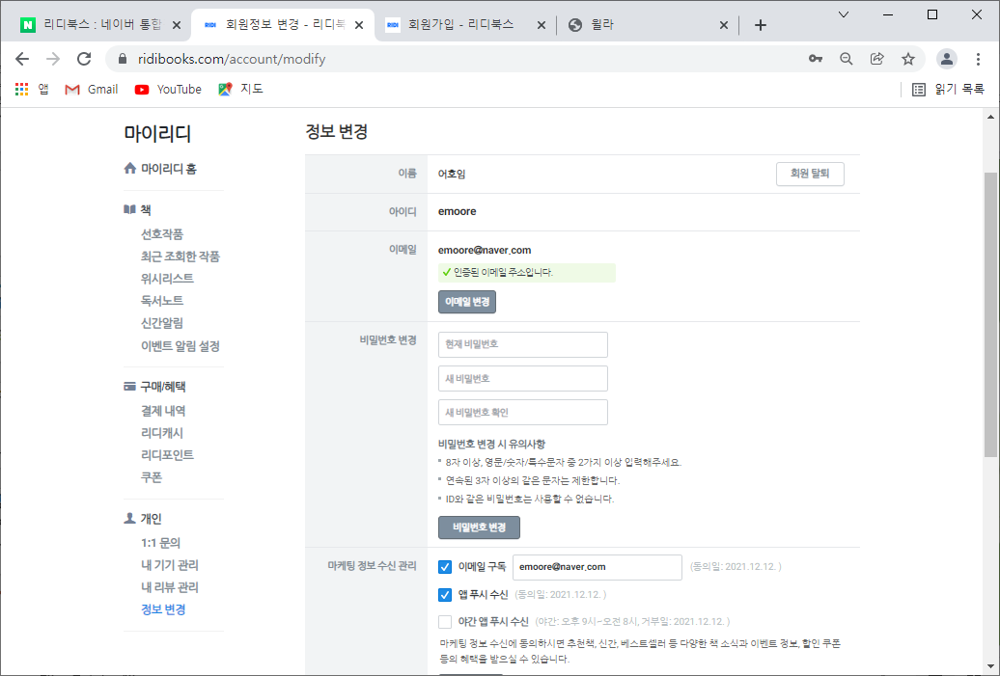 리디북스 : 네이버 통합
회원정보 변경 - 리디북
회원가입 - 리디북스
윌라
ridibooks.com/account/modify
앱
Gmail
YouTube
지도
읽기 목록
마이리디
마이리디 홈
책
선호작품
최근 조회한 작품
위시리스트
독서노트
신간알림
이벤트 알림 설정
구매/혜택
결제 내역
리디캐시
리디포인트
쿠폰
개인
1:1 문의
내 기기 관리
내 리뷰 관리
정보 변경
정보 변경
이름 어호임 회원 탈퇴
아이디 emoore
이메일 emoore@naver.com
인증된 이메일 주소입니다.
이메일 변경
비밀번호 변경 현재 비밀번호
새 비밀번호
새 비밀번호 확인
비밀번호 변경 시 유의사항
8자 이상, 영문/숫자/특수문자 중 2가지 이상 입력해주세요.
연속된 3자 이상의 같은 문자는 제한합니다.
ID와 같은 비밀번호는 사용할 수 없습니다.
비밀번호 변경
마케팅 정보 수신 관리 이메일 구독 emoore@naver.com (동의일: 2021.12.12. )
앱 푸시 수신 (동의일: 2021.12.12. )
야간 앱 푸시 수신 (야간: 오후 9시~오전 8시, 거부일: 2021.12.12. )
마케팅 정보 수신에 동의하시면 추천책, 신간, 베스트셀러 등 다양한 책 소식과 이벤트 정보, 할인 쿠폰
등의 혜택을 받으실 수 있습니다.